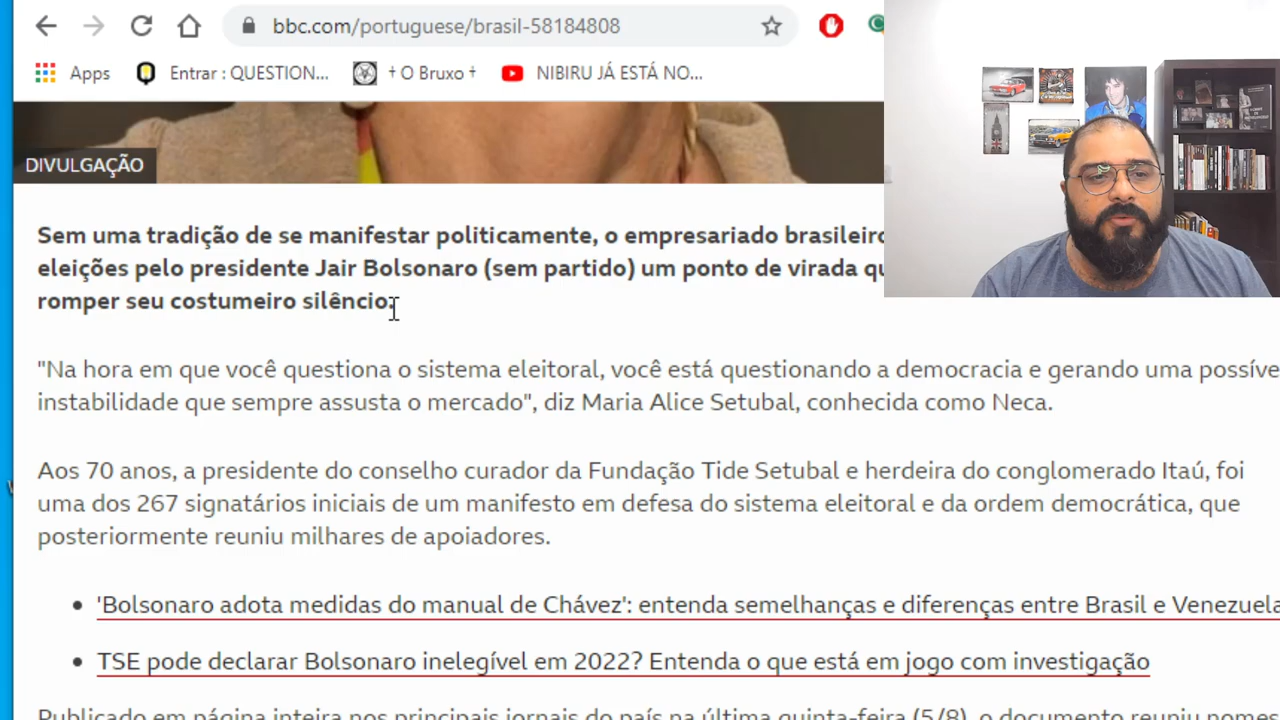 bbc.com/portuguese/brasil-58184808
Apps Entrar : QUESTION... † O Bruxo † NIBIRU JÁ ESTÁ NO...
DIVULGAÇÃO
Sem uma tradição de se manifestar politicamente, o empresariado brasileiro
eleições pelo presidente Jair Bolsonaro (sem partido) um ponto de virada
romper seu costumeiro silêncio.
"Na hora em que você questiona o sistema eleitoral, você está questionando a democracia e gerando uma possíve
instabilidade que sempre assusta o mercado", diz Maria Alice Setubal, conhecida como Neca.
Aos 70 anos, a presidente do conselho curador da Fundação Tide Setubal e herdeira do conglomerado Itaú, foi
uma dos 267 signatários iniciais de um manifesto em defesa do sistema eleitoral e da ordem democrática, que
posteriormente reuniu milhares de apoiadores.
'Bolsonaro adota medidas do manual de Chávez': entenda semelhanças e diferenças entre Brasil e Venezuela
TSE pode declarar Bolsonaro inelegível em 2022? Entenda o que está em jogo com investigação
Publicado em página inteira nos principais jornais do país na última quinta-feira (5/8), o documento reuniu nomes